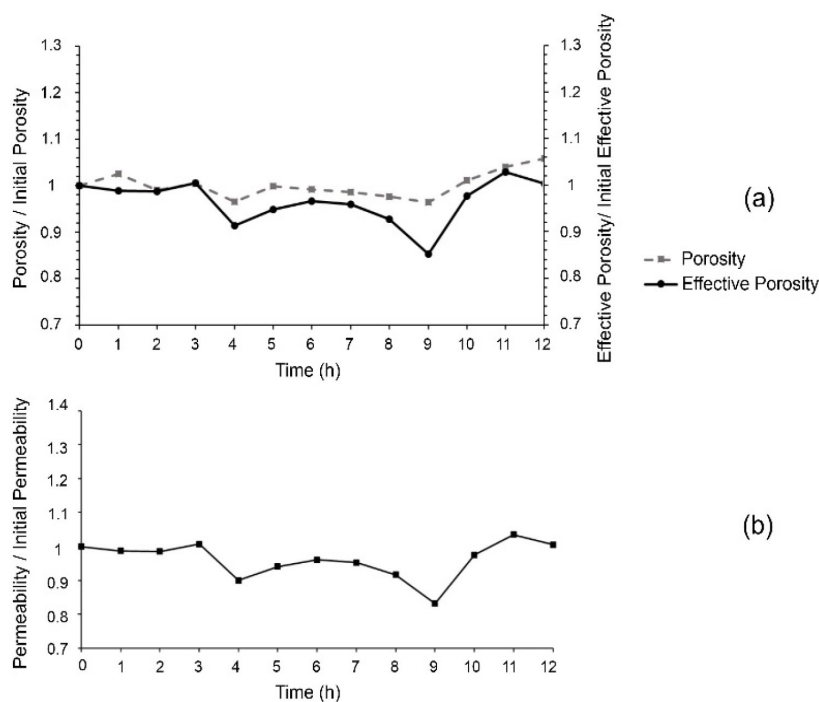 1.3
1.2
1.1
1
0.9
0.8
0.7
Porosity / Initial Porosity
1.3
1.2
1.1
1
0.9
0.8
0.7
Effective Porosity/ Initial Effective Porosity
0 1 2 3 4 5 6 7 8 9 10 11 12
Time (h)
(a)
Porosity
Effective Porosity
1.4
1.3
1.2
1.1
1
0.9
0.8
0.7
Permeability / Initial Permeability
0 1 2 3 4 5 6 7 8 9 10 11 12
Time (h)
(b)